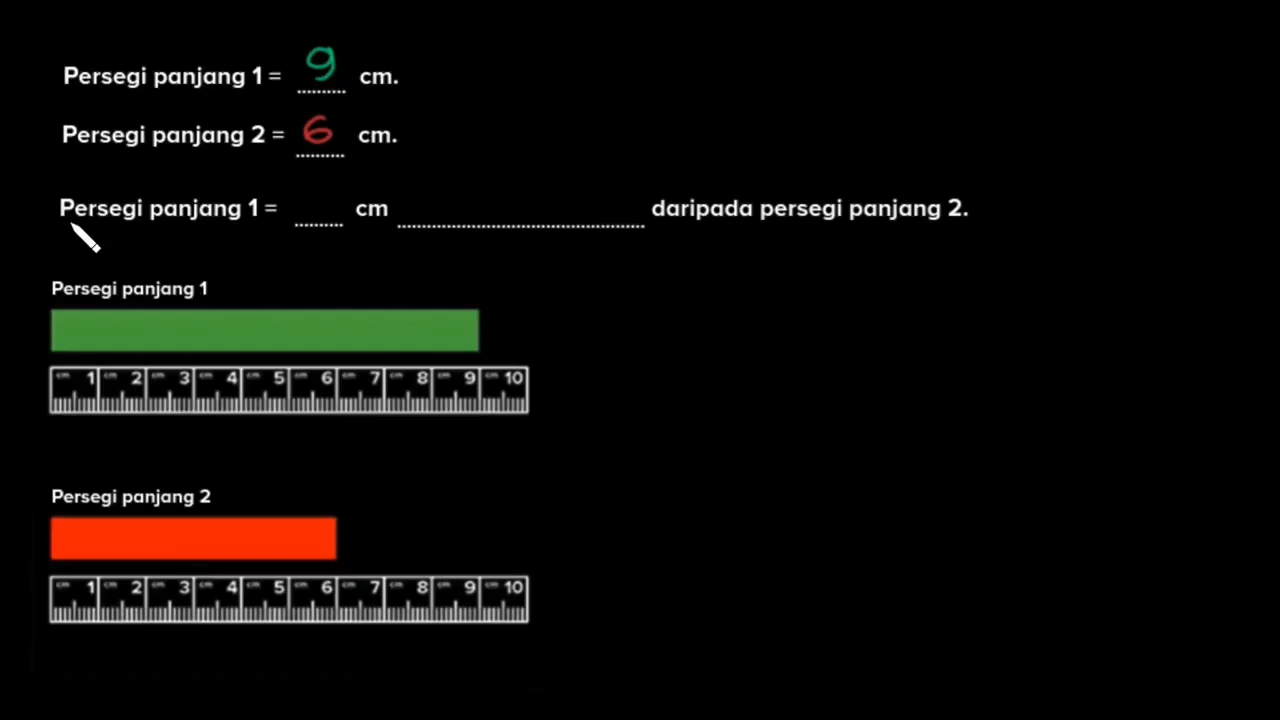 Persegi panjang 1 = 9 cm.
Persegi panjang 2 = 6 cm.
Persegi panjang 1 = ...... cm .............................. daripada persegi panjang 2.
Persegi panjang 1
cm 1 cm 2 cm 3 cm 4 cm 5 cm 6 cm 7 cm 8 cm 9 cm 10
Persegi panjang 2
cm 1 cm 2 cm 3 cm 4 cm 5 cm 6 cm 7 cm 8 cm 9 cm 10